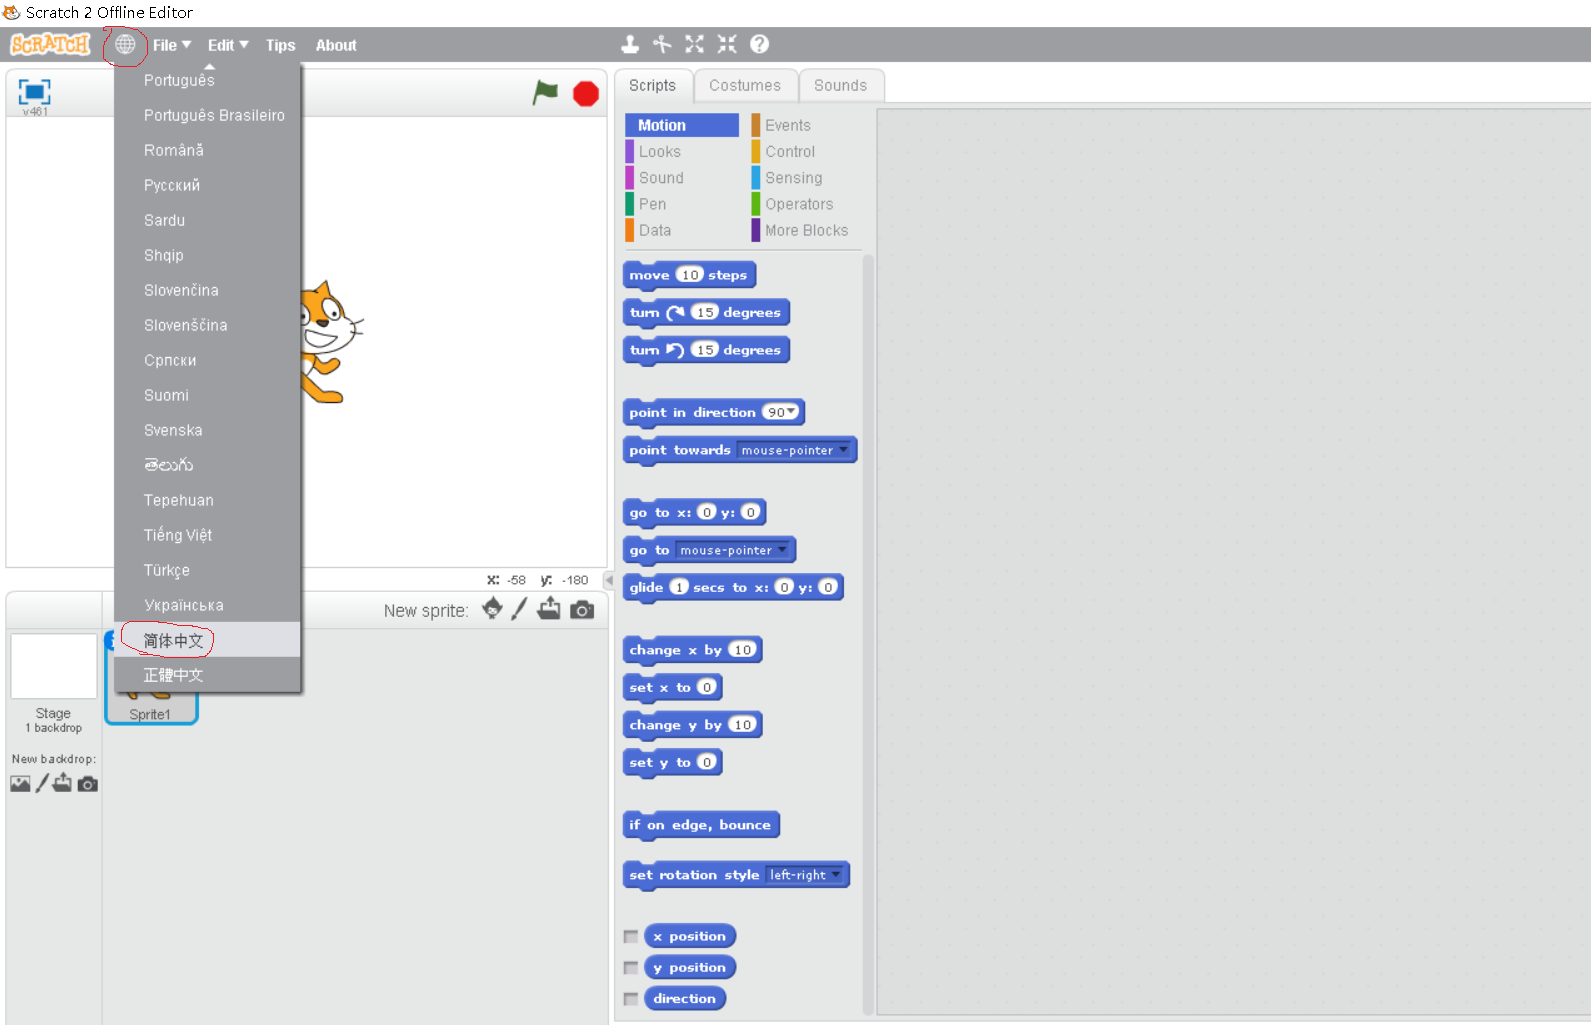 Scratch 2 Offline Editor
SCRATCH File Edit Tips About
v461
Português
Português Brasileiro
Română
Русский
Sardu
Shqip
Slovenčina
Slovenščina
Српски
Suomi
Svenska
తెలుగు
Tepehuan
Tiếng Việt
Türkçe
Українська
简体中文
正體中文
x: -58 y: -180
New sprite:
Stage
1 backdrop
New backdrop:
Sprite1
Scripts Costumes Sounds
Motion Events
Looks Control
Sound Sensing
Pen Operators
Data More Blocks
move 10 steps
turn 15 degrees
turn 15 degrees
point in direction 90
point towards mouse-pointer
go to x: 0 y: 0
go to mouse-pointer
glide 1 secs to x: 0 y: 0
change x by 10
set x to 0
change y by 10
set y to 0
if on edge, bounce
set rotation style left-right
x position
y position
direction